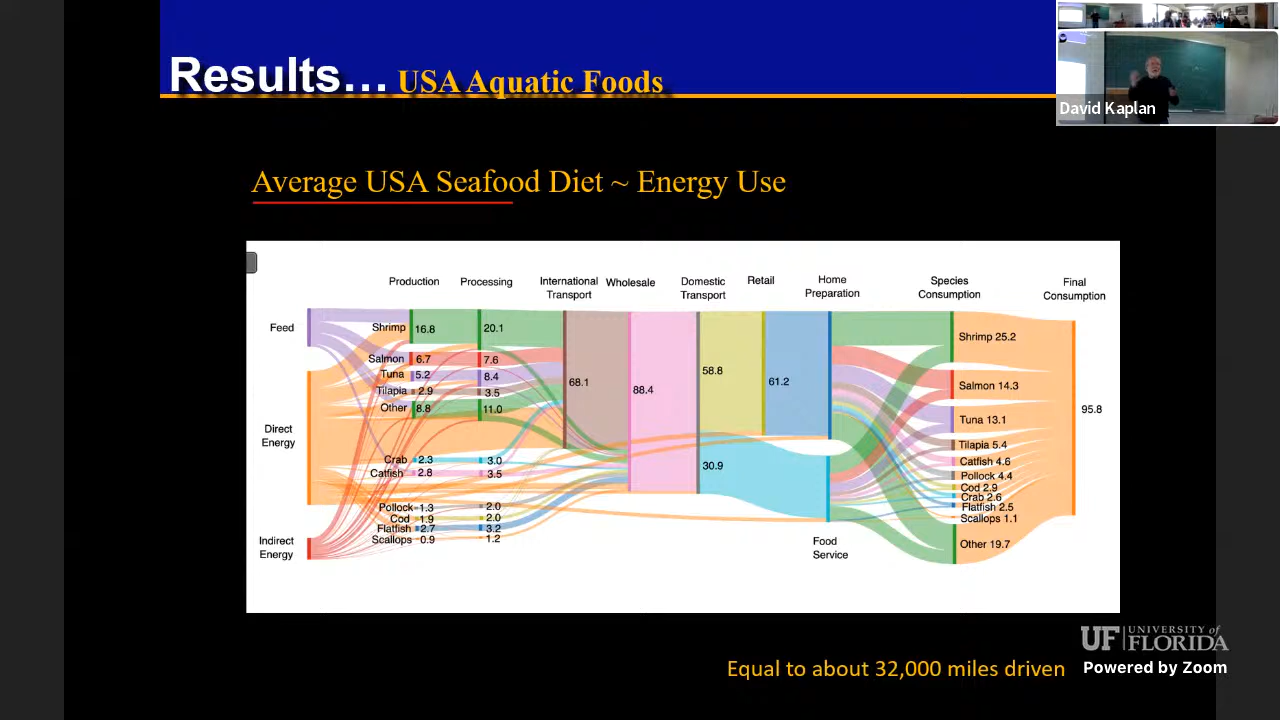 Results… USA Aquatic Foods
David Kaplan
Average USA Seafood Diet ~ Energy Use
Production Processing International Transport Wholesale Domestic Transport Retail Home Preparation Species Consumption Final Consumption
Feed
Direct Energy
Indirect Energy
Shrimp 16.8 20.1
Salmon 6.7 7.6
Tuna 5.2 8.4
Tilapia 2.9 3.5
Other 8.8 11.0
Crab 2.3 3.0
Catfish 2.8 3.5
Pollock 1.3 2.0
Cod 1.9 2.0
Flatfish 2.7 3.2
Scallops 0.9 1.2
68.1
88.4
58.8
30.9
61.2
Food
Service
Shrimp 25.2
Salmon 14.3
Tuna 13.1
Tilapia 5.4
Catfish 4.6
Pollock 4.4
Cod 2.9
Crab 2.6
Flatfish 2.5
Scallops 1.1
Other 19.7
95.8
UF UNIVERSITY of FLORIDA
Equal to about 32,000 miles driven
Powered by Zoom